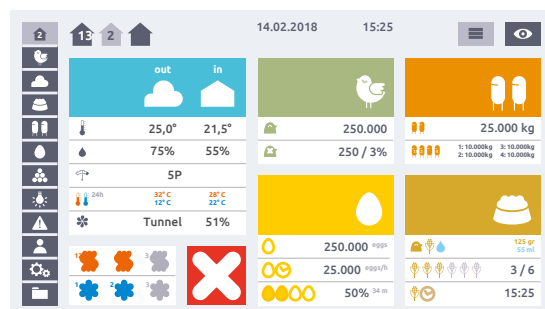 2 13 2 14.02.2018 15:25
out in
25,0° 21,5°
75% 55%
5P
24h 32° C 28° C
12° C 22° C
Tunnel 51%
250.000
250 / 3%
25.000 kg
1: 10.000kg 3: 10.000kg
2: 10.000kg 4: 10.000kg
12 3
1 2 3
250.000 eggs
25.000 eggs/h
50% 34 m
125 gr
55 ml
3 / 6
15:25